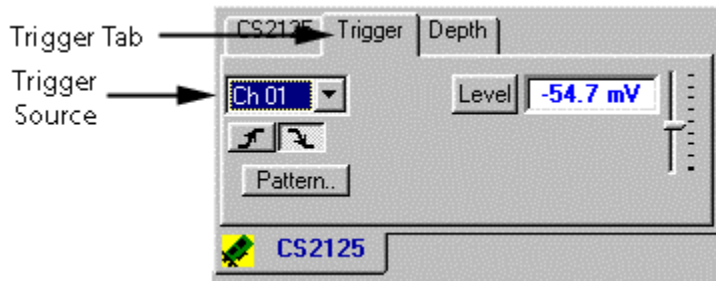 Trigger Tab
Trigger Source
CS2125 Trigger Depth
Ch 01
Level -54.7 mV
Pattern..
CS2125